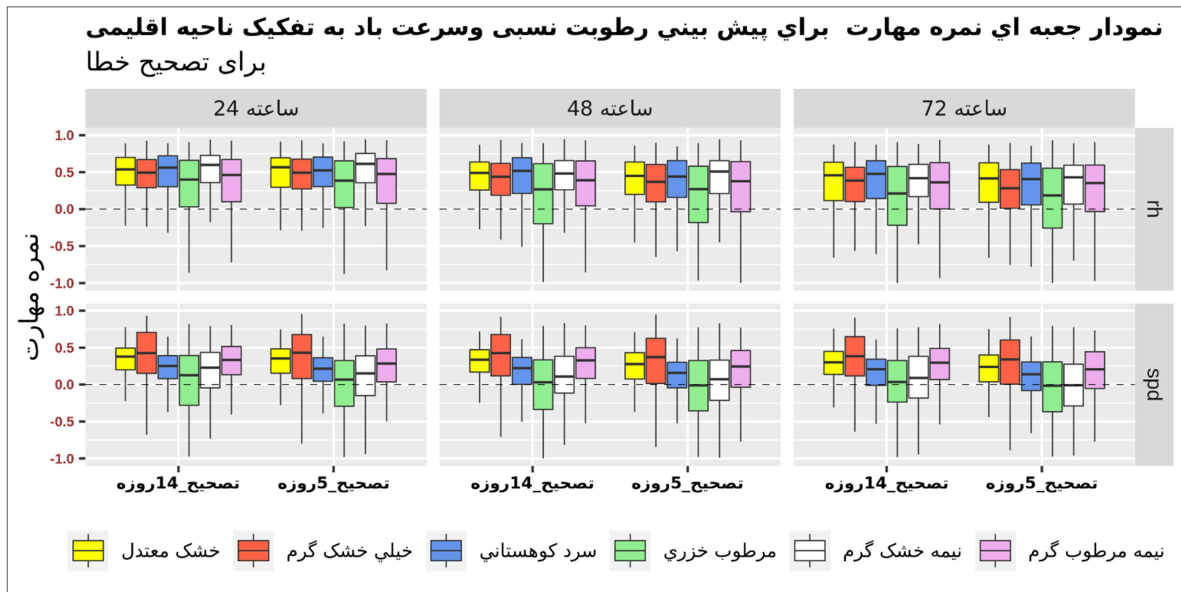 نمودار جعبه اي نمره مهارت براي پيش بيني رطوبت نسبی وسرعت باد به تفکیک ناحیه اقلیمی
برای تصحیح خطا
24 ساعته
48 ساعته
72 ساعته
نمره مهارت
1.0
0.5
0.0
-0.5
-1.0
rh
1.0
0.5
0.0
-0.5
-1.0
spd
تصحیح_14روزه
تصحیح_5روزه
تصحیح_14روزه
تصحیح_5روزه
تصحیح_14روزه
تصحیح_5روزه
خشک معتدل
خيلي خشک گرم
سرد کوهستاني
مرطوب خزري
نیمه خشک گرم
نیمه مرطوب گرم